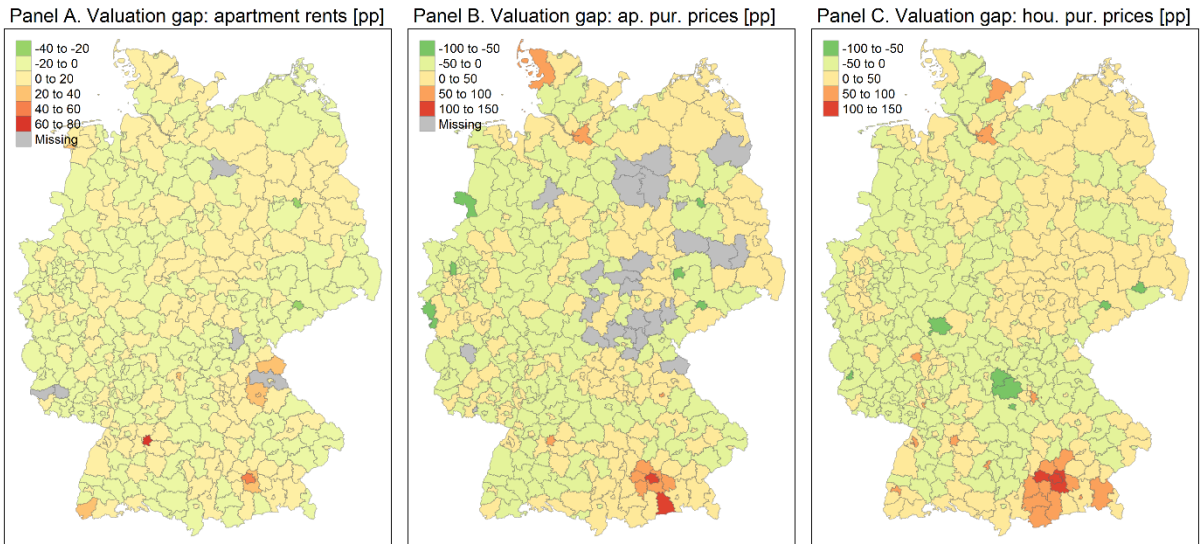 Panel A. Valuation gap: apartment rents [pp]
-40 to -20
-20 to 0
0 to 20
20 to 40
40 to 60
60 to 80
Missing
Panel B. Valuation gap: ap. pur. prices [pp]
-100 to -50
-50 to 0
0 to 50
50 to 100
100 to 150
Missing
Panel C. Valuation gap: hou. pur. prices [pp]
-100 to -50
-50 to 0
0 to 50
50 to 100
100 to 150